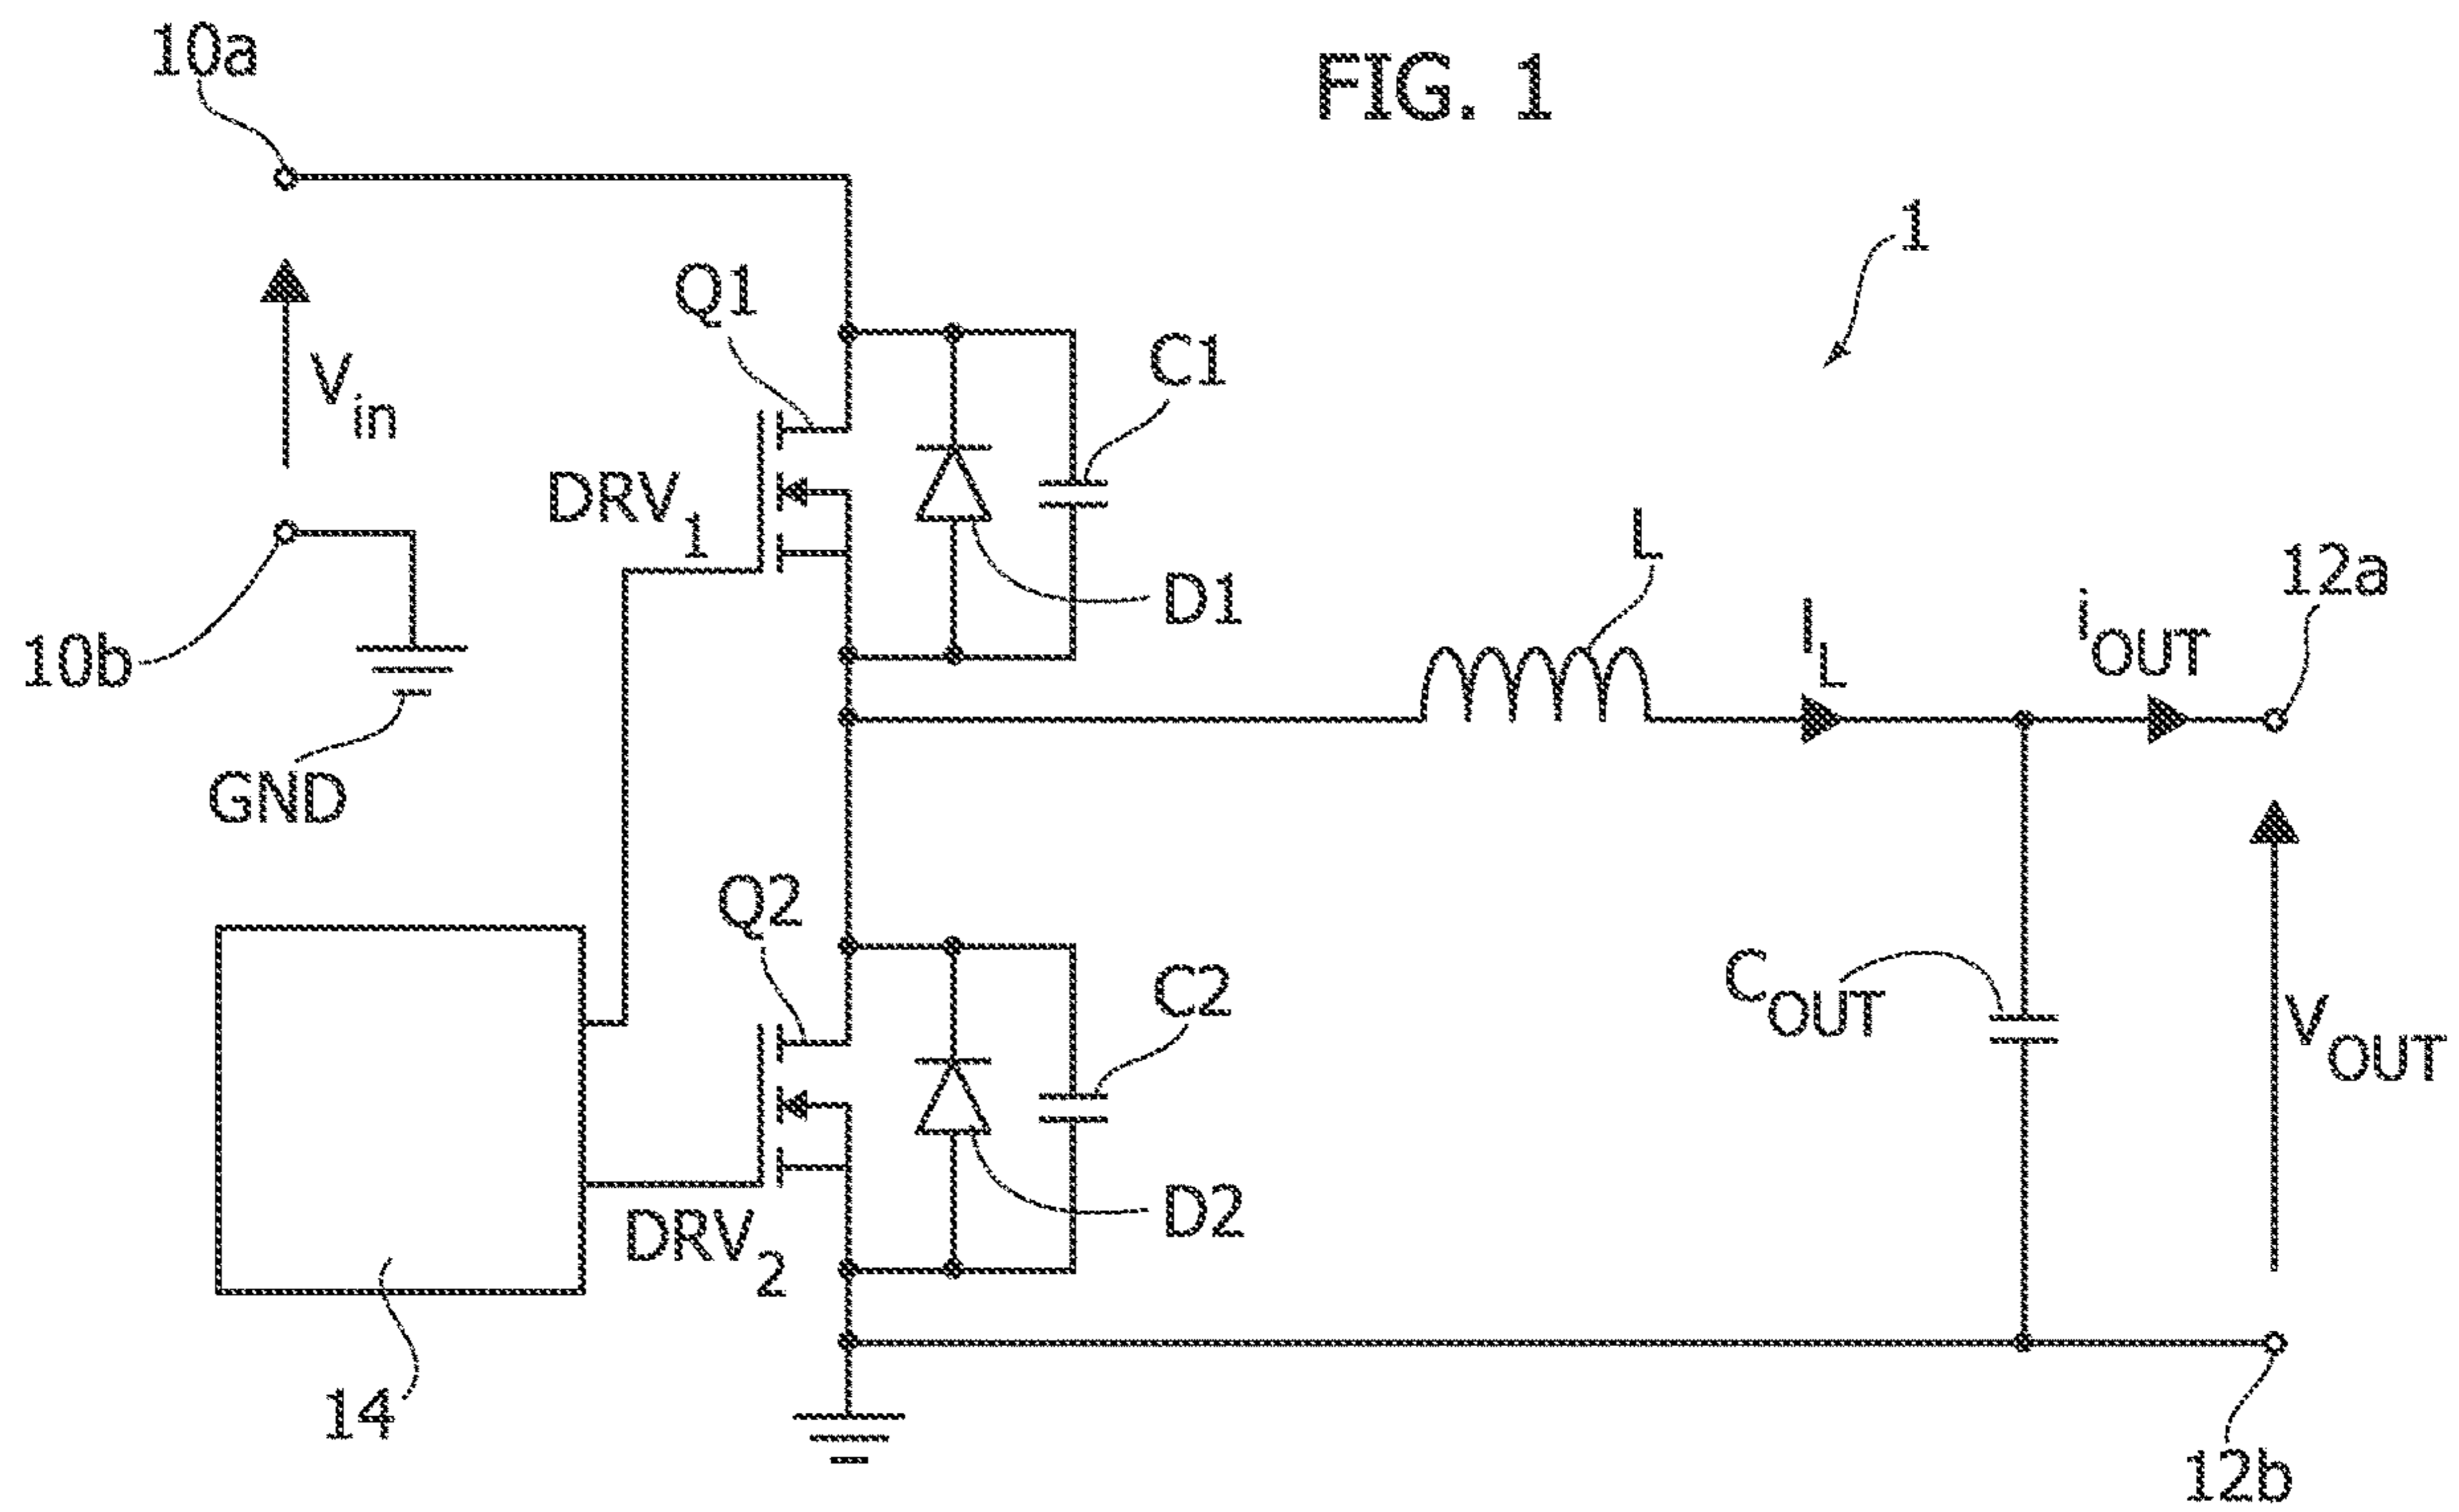 10a
FIG. 1
1
Q1
C1
Vin
DRV1
L
12a
D1
IL
iOUT
10b
GND
Q2
C2
COUT
VOUT
D2
DRV2
14
12b